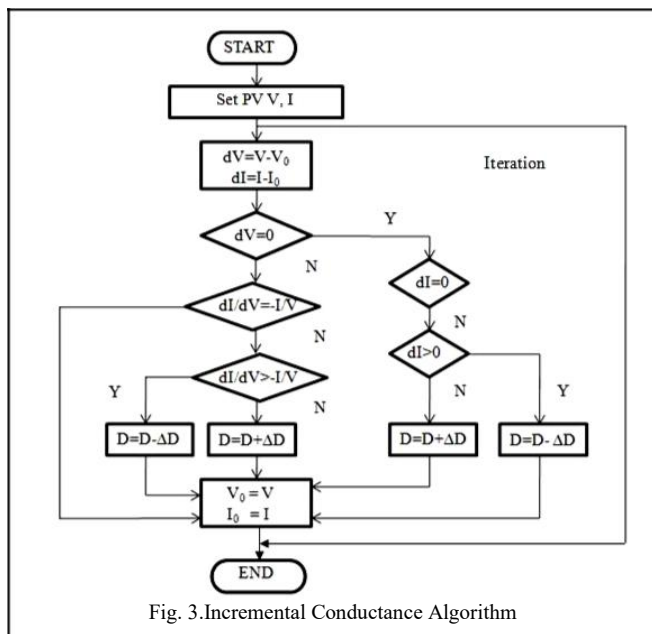 START
Set PV V, I
dV=V-V₀
dI=I-I₀
Iteration
Y
dV=0
N
dI=0
dI/dV=-I/V
N
N
dI>0
dI/dV>-I/V
Y
N
N
Y
D=D-ΔD
D=D+ΔD
D=D+ΔD
D=D- ΔD
V₀ = V
I₀ = I
END
Fig. 3.Incremental Conductance Algorithm